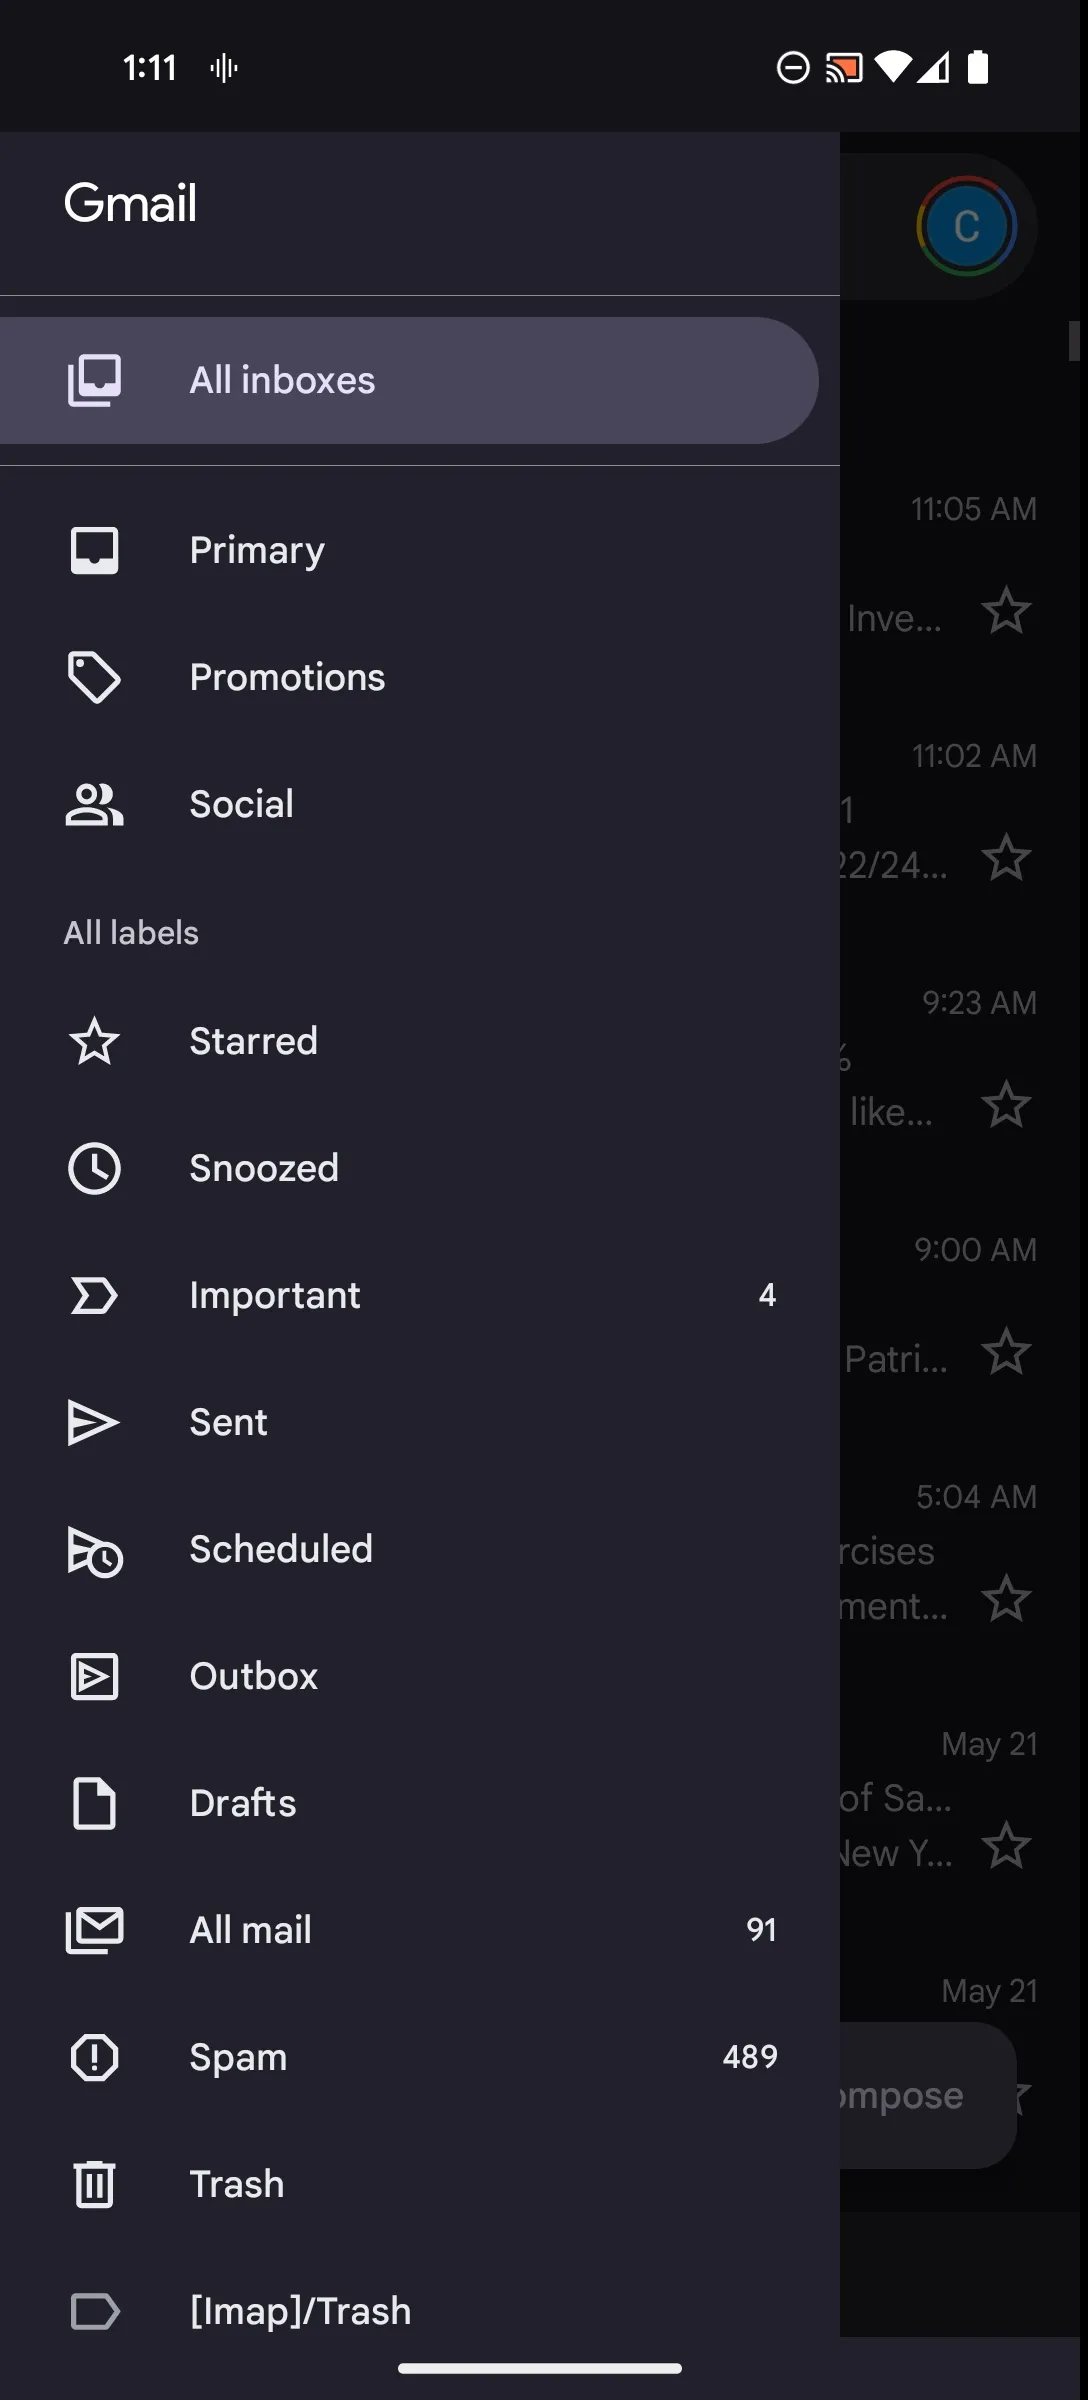 1:11
Gmail
C
All inboxes
11:05 AM
Primary
Inve...
Promotions
11:02 AM
1
Social
22/24...
All labels
9:23 AM
%
Starred
like...
Snoozed
9:00 AM
Important 4
Patri...
Sent
5:04 AM
Scheduled
rcises
ment...
Outbox
May 21
Drafts
of Sa...
New Y...
All mail 91
May 21
Spam 489
ompose
Trash
[Imap]/Trash